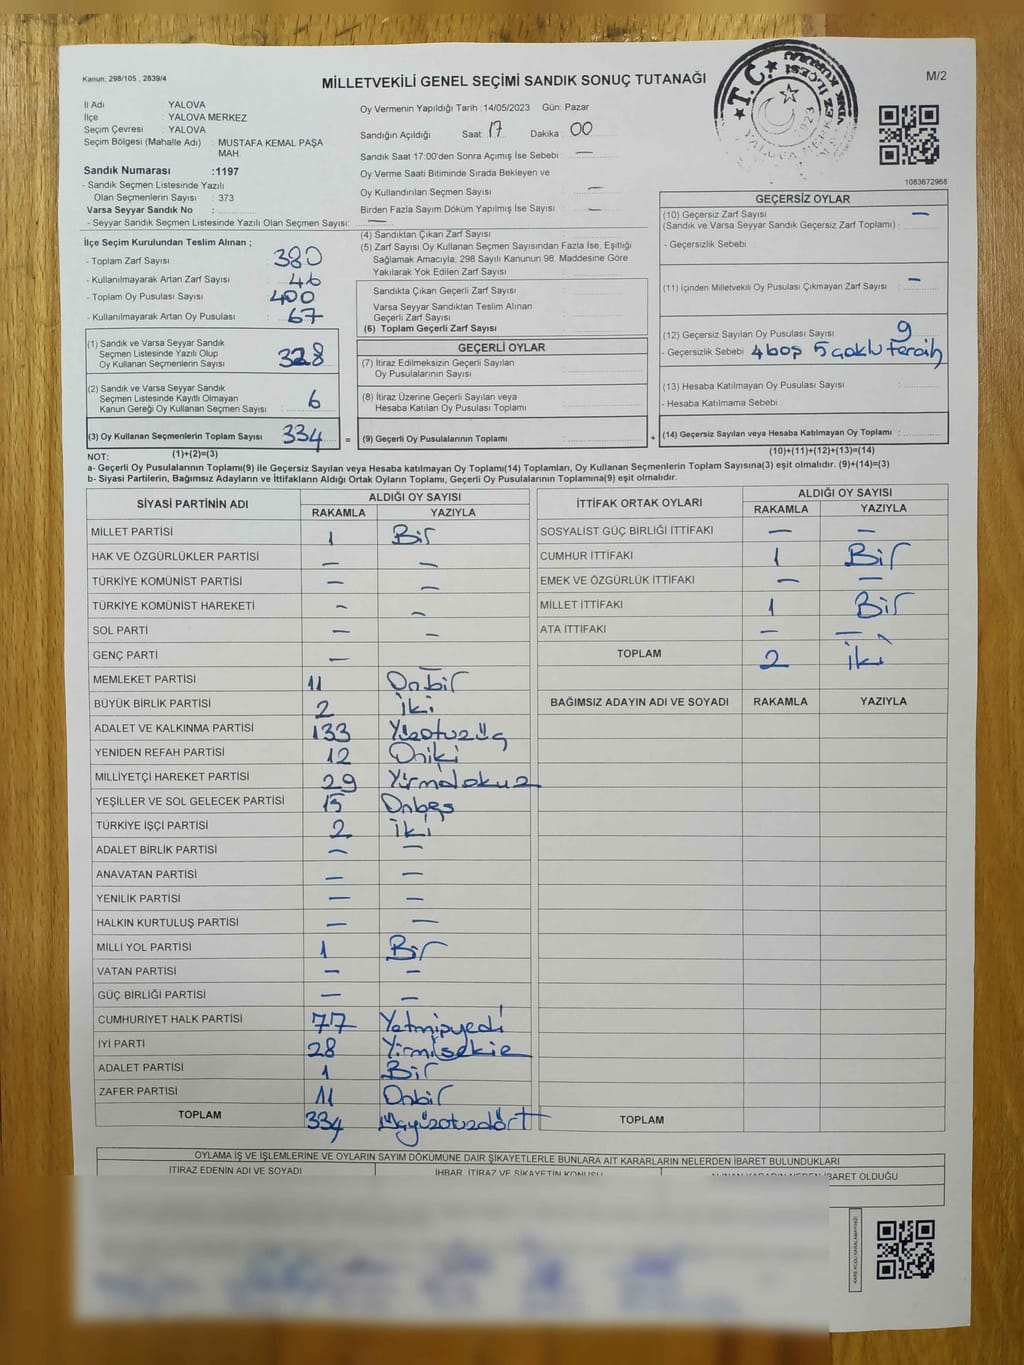 Kanun; 298/105 , 2839/4
MİLLETVEKİLİ GENEL SEÇİMİ SANDIK SONUÇ TUTANAĞI
M/2
İl Adı : YALOVA
İlçe : YALOVA MERKEZ
Seçim Çevresi : YALOVA
Seçim Bölgesi (Mahalle Adı) : MUSTAFA KEMAL PAŞA
MAH.
Sandık Numarası :1197
- Sandık Seçmen Listesinde Yazılı
Olan Seçmenlerin Sayısı : 373
Varsa Seyyar Sandık No :
- Seyyar Sandık Seçmen Listesinde Yazılı Olan Seçmen Sayısı: —
Oy Vermenin Yapıldığı Tarih :14/05/2023 Gün: Pazar
Sandığın Açıldığı Saat: 17 Dakika : 00
Sandık Saat 17:00'den Sonra Açımış İse Sebebi : —
Oy Verme Saati Bitiminde Sırada Bekleyen ve
Oy Kullandırılan Seçmen Sayısı : —
Birden Fazla Sayım Döküm Yapılmış İse Sayısı : —
T.C.
YALOVA MERKEZ
1083672968
İlçe Seçim Kurulundan Teslim Alınan ;
- Toplam Zarf Sayısı : 380
- Kullanılmayarak Artan Zarf Sayısı : 46
- Toplam Oy Pusulası Sayısı : 400
- Kullanılmayarak Artan Oy Pusulası : 67
(1) Sandık ve Varsa Seyyar Sandık
Seçmen Listesinde Yazılı Olup
Oy Kullanan Seçmenlerin Sayısı : 328
(2) Sandık ve Varsa Seyyar Sandık
Seçmen Listesinde Kayıtlı Olmayan
Kanun Gereği Oy Kullanan Seçmen Sayısı : 6
(3) Oy Kullanan Seçmenlerin Toplam Sayısı : 334 =
(4) Sandıktan Çıkan Zarf Sayısı :
(5) Zarf Sayısı Oy Kullanan Seçmen Sayısından Fazla İse, Eşitliği
Sağlamak Amacıyla; 298 Sayılı Kanunun 98. Maddesine Göre
Yakılarak Yok Edilen Zarf Sayısı :
Sandıkta Çıkan Geçerli Zarf Sayısı :
Varsa Seyyar Sandıktan Teslim Alınan
Geçerli Zarf Sayısı :
(6) Toplam Geçerli Zarf Sayısı :
GEÇERLİ OYLAR
(7) İtiraz Edilmeksizin Geçerli Sayılan
Oy Pusulalarının Sayısı :
(8) İtiraz Üzerine Geçerli Sayılan veya
Hesaba Katılan Oy Pusulası Toplamı :
(9) Geçerli Oy Pusulalarının Toplamı : +
GEÇERSİZ OYLAR
(10) Geçersiz Zarf Sayısı —
(Sandık ve Varsa Seyyar Sandık Geçersiz Zarf Toplamı) :
- Geçersizlik Sebebi :
(11) İçinden Milletvekili Oy Pusulası Çıkmayan Zarf Sayısı : —
(12) Geçersiz Sayılan Oy Pusulası Sayısı : 9
- Geçersizlik Sebebi : 4 boş 5 çoklu tercih
(13) Hesaba Katılmayan Oy Pusulası Sayısı :
- Hesaba Katılmama Sebebi :
(14) Geçersiz Sayılan veya Hesaba Katılmayan Oy Toplamı :
NOT: (1)+(2)=(3) (10)+(11)+(12)+(13)=(14)
a- Geçerli Oy Pusulalarının Toplamı(9) ile Geçersiz Sayılan veya Hesaba katılmayan Oy Toplamı(14) Toplamları, Oy Kullanan Seçmenlerin Toplam Sayısına(3) eşit olmalıdır. (9)+(14)=(3)
b- Siyasi Partilerin, Bağımsız Adayların ve İttifakların Aldığı Ortak Oyların Toplamı, Geçerli Oy Pusulalarının Toplamına(9) eşit olmalıdır.
SİYASİ PARTİNİN ADI ALDIĞI OY SAYISI
RAKAMLA YAZIYLA
MİLLET PARTİSİ 1 Bir
HAK VE ÖZGÜRLÜKLER PARTİSİ — —
TÜRKİYE KOMÜNİST PARTİSİ — —
TÜRKİYE KOMÜNİST HAREKETİ — —
SOL PARTİ — —
GENÇ PARTİ — —
MEMLEKET PARTİSİ 11 Onbir
BÜYÜK BİRLİK PARTİSİ 2 İki
ADALET VE KALKINMA PARTİSİ 133 Yüzotuzüç
YENİDEN REFAH PARTİSİ 12 Oniki
MİLLİYETÇİ HAREKET PARTİSİ 29 Yirmidokuz
YEŞİLLER VE SOL GELECEK PARTİSİ 15 Onbeş
TÜRKİYE İŞÇİ PARTİSİ 2 İki
ADALET BİRLİK PARTİSİ — —
ANAVATAN PARTİSİ — —
YENİLİK PARTİSİ — —
HALKIN KURTULUŞ PARTİSİ — —
MİLLİ YOL PARTİSİ 1 Bir
VATAN PARTİSİ — —
GÜÇ BİRLİĞİ PARTİSİ — —
CUMHURİYET HALK PARTİSİ 77 Yetmişyedi
İYİ PARTİ 28 Yirmisekiz
ADALET PARTİSİ 1 Bir
ZAFER PARTİSİ 11 Onbir
TOPLAM 334 Üçyüzotuzdört
İTTİFAK ORTAK OYLARI ALDIĞI OY SAYISI
RAKAMLA YAZIYLA
SOSYALİST GÜÇ BİRLİĞİ İTTİFAKI — —
CUMHUR İTTİFAKI 1 Bir
EMEK VE ÖZGÜRLÜK İTTİFAKI — —
MİLLET İTTİFAKI 1 Bir
ATA İTTİFAKI — —
TOPLAM 2 İki
BAĞIMSIZ ADAYIN ADI VE SOYADI RAKAMLA YAZIYLA
TOPLAM
OYLAMA İŞ VE İŞLEMLERİNE VE OYLARIN SAYIM DÖKÜMÜNE DAİR ŞİKAYETLERLE BUNLARA AİT KARARLARIN NELERDEN İBARET BULUNDUKLARI
İTİRAZ EDENİN ADI VE SOYADI İHBAR, İTİRAZ VE ŞİKAYETİN KONUSU ALINAN KARARIN NEDEN İBARET OLDUĞU